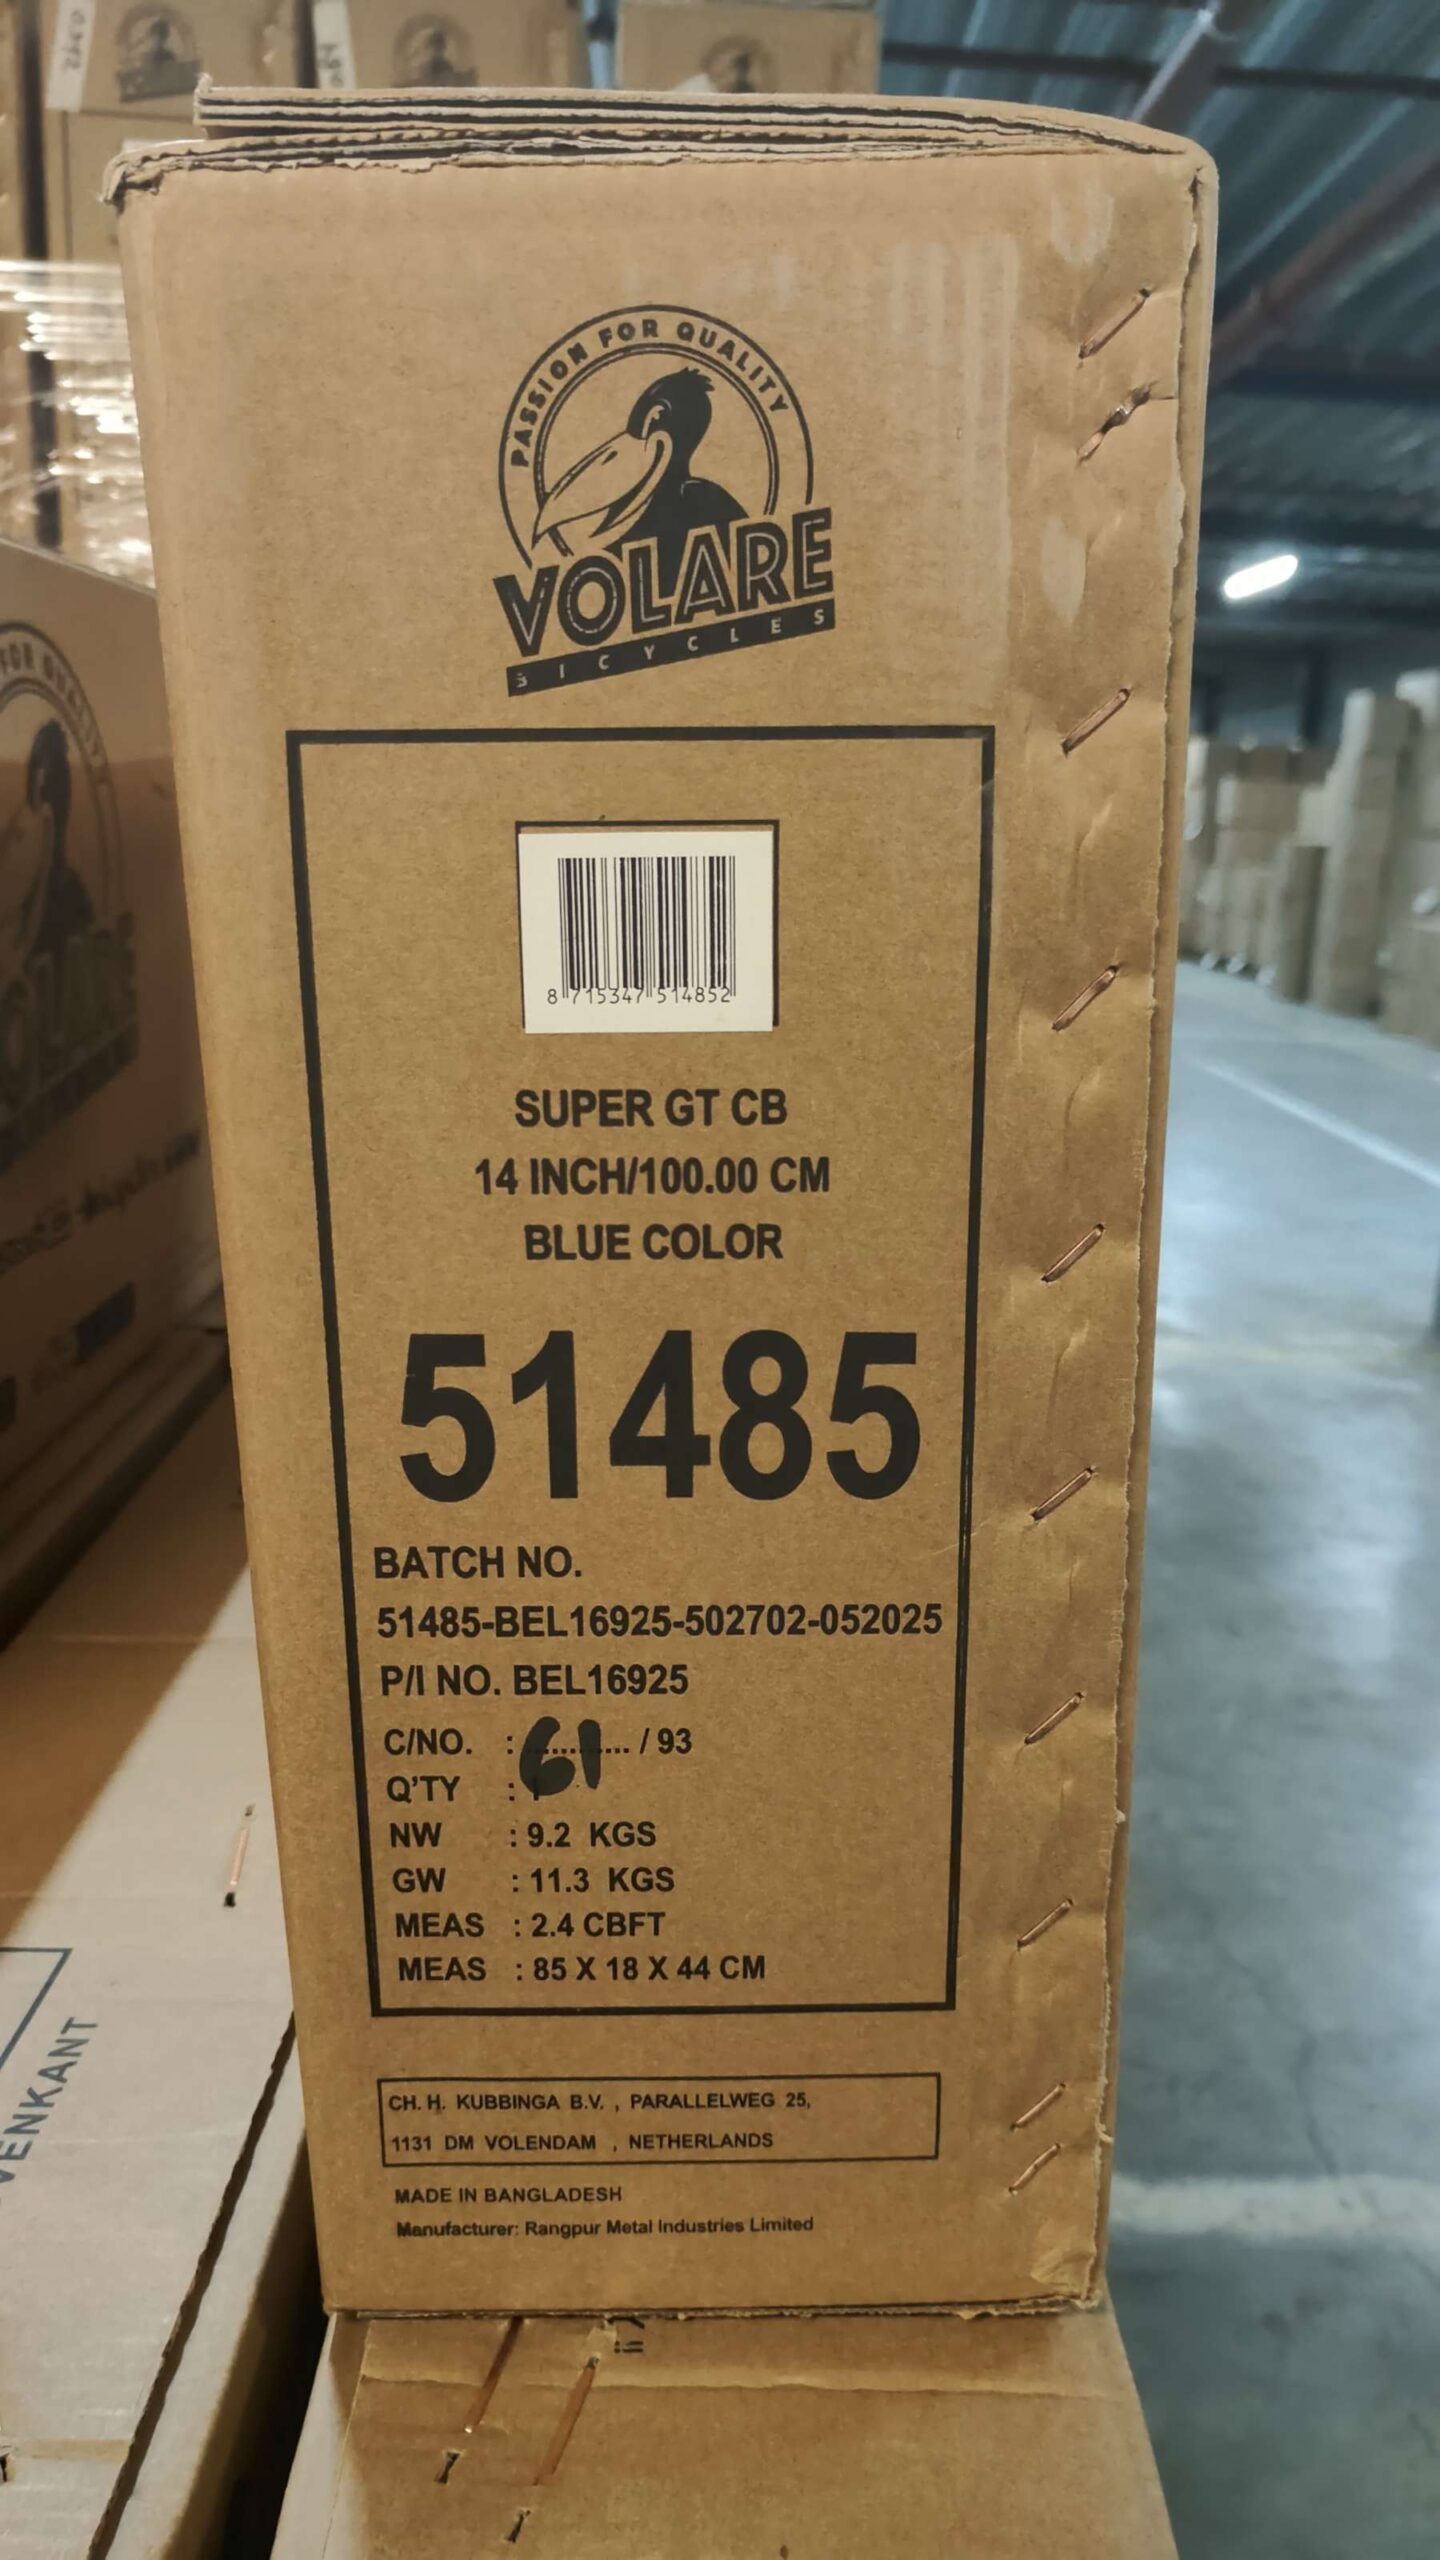 PASSION FOR QUALITY
VOLARE
BICYCLES
8 715347 514852
SUPER GT CB
14 INCH/100.00 CM
BLUE COLOR
51485
BATCH NO.
51485-BEL16925-502702-052025
P/I NO. BEL16925
C/NO. : 61 / 93
Q'TY : 1
NW : 9.2 KGS
GW : 11.3 KGS
MEAS : 2.4 CBFT
MEAS : 85 X 18 X 44 CM
CH. H. KUBBINGA B.V. , PARALLELWEG 25,
1131 DM VOLENDAM , NETHERLANDS
MADE IN BANGLADESH
Manufacturer: Rangpur Metal Industries Limited